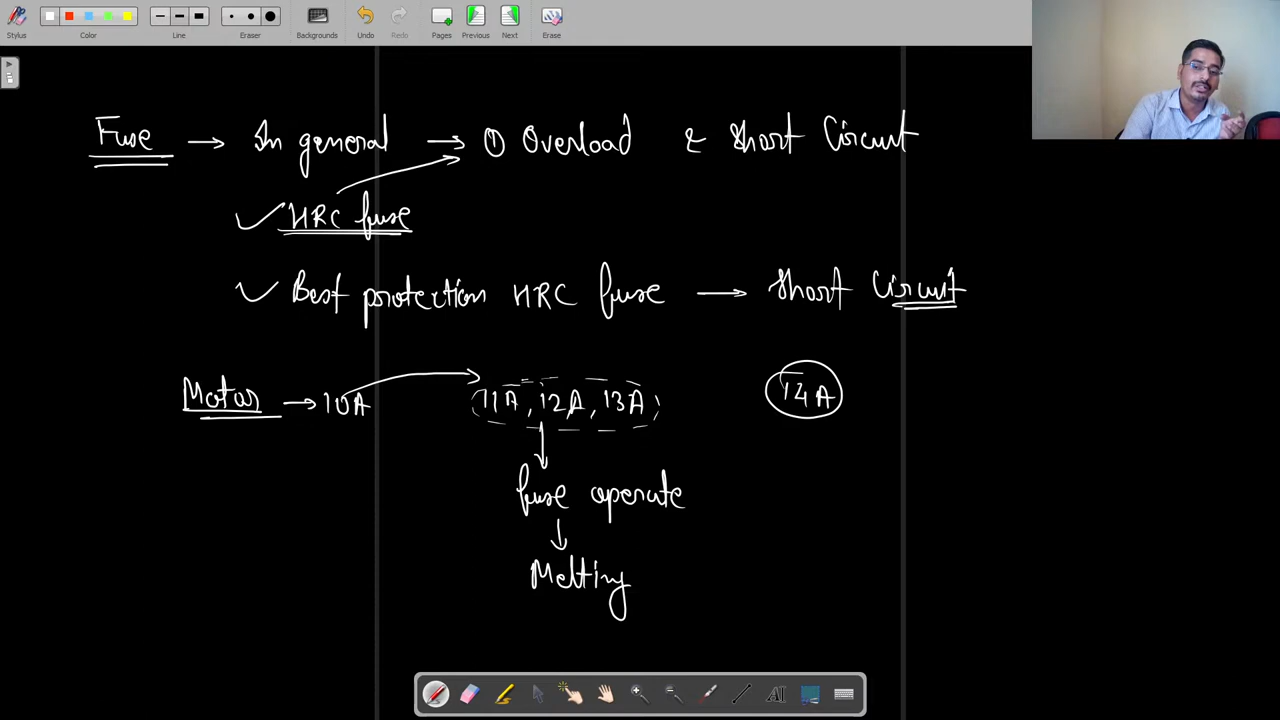 Stylus Color Line Eraser Backgrounds Undo Redo Pages Previous Next Erase
Fuse → In general → ① Overload & Short Circuit
✓ HRC fuse
✓ Best protection HRC fuse → Short Circuit
Motor → 10A 11A, 12A, 13A 14A
fuse operate
Melting
AI